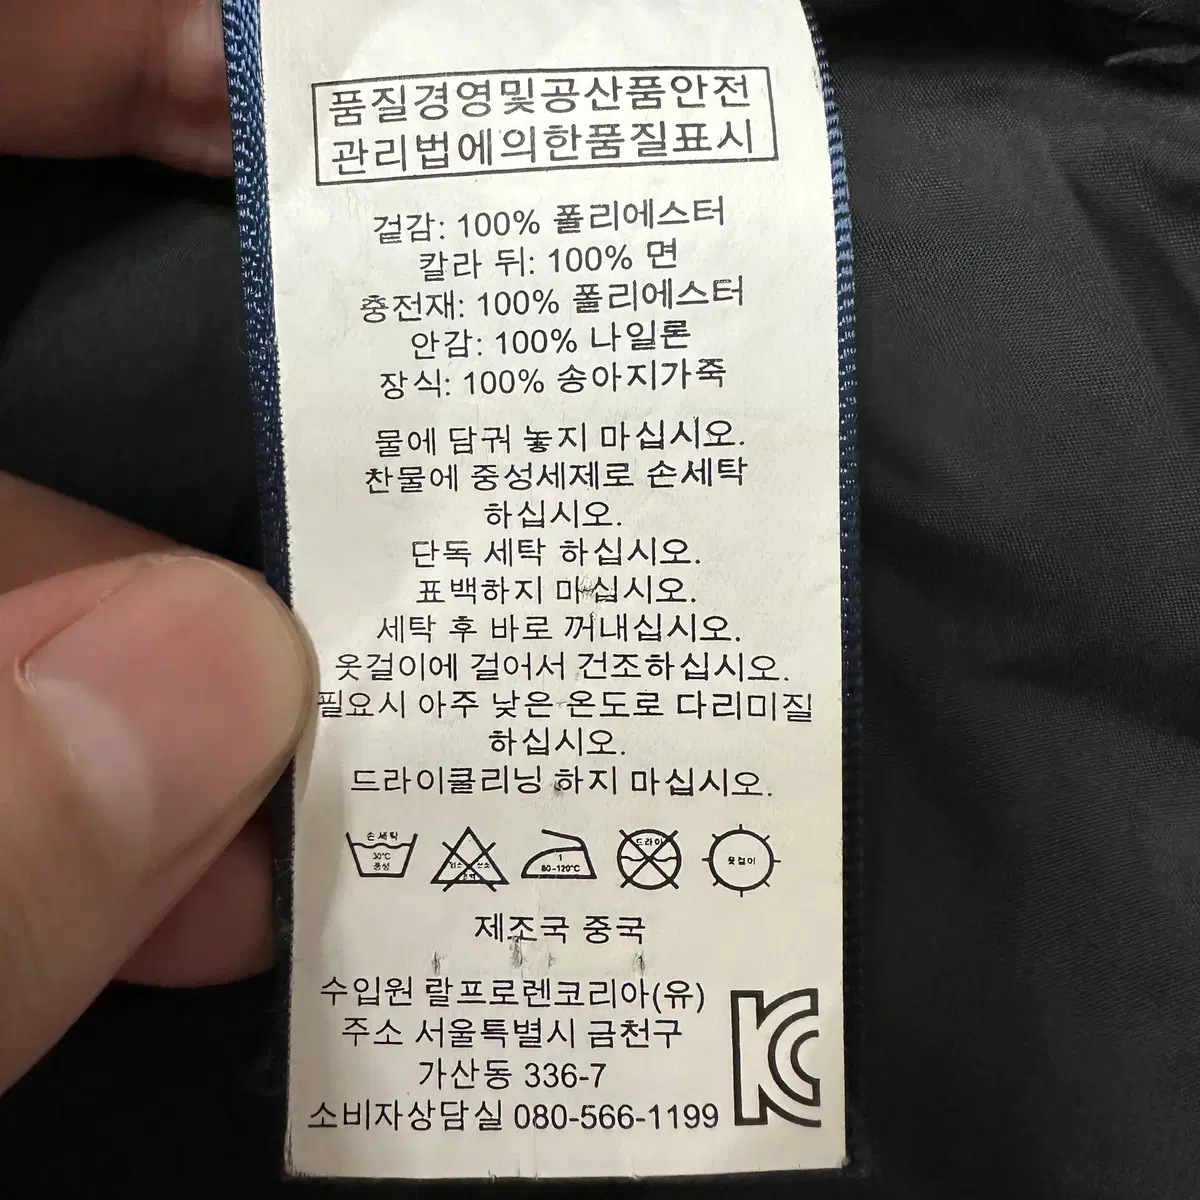 품질경영및공산품안전
관리법에의한품질표시
겉감: 100% 폴리에스터
칼라 뒤: 100% 면
충전재: 100% 폴리에스터
안감: 100% 나일론
장식: 100% 송아지가죽
물에 담궈 놓지 마십시오.
찬물에 중성세제로 손세탁
하십시오.
단독 세탁 하십시오.
표백하지 마십시오.
세탁 후 바로 꺼내십시오.
옷걸이에 걸어서 건조하십시오.
필요시 아주 낮은 온도로 다리미질
하십시오.
드라이클리닝 하지 마십시오.
손세탁
30°C
중성
1
80-120°C
드라이
옷걸이
제조국 중국
수입원 랄프로렌코리아(유)
주소 서울특별시 금천구
가산동 336-7
소비자상담실 080-566-1199
KC